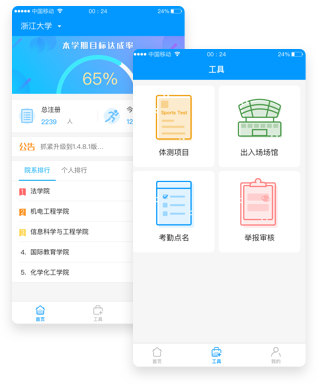 中国移动 00 : 24 24%
浙江大学
本学期目标达成率
65%
总注册
2239 人
今
12
公告 抓紧升级到1.4.8.1版...
院系排行 个人排行
1 法学院
2 机电工程学院
3 信息科学与工程学院
4. 国际教育学院
5. 化学化工学院
首页 工具
中国移动 00 : 24 24%
工具
Sports Test
体测项目
出入场场馆
考勤点名
举报审核
首页 工具 我的